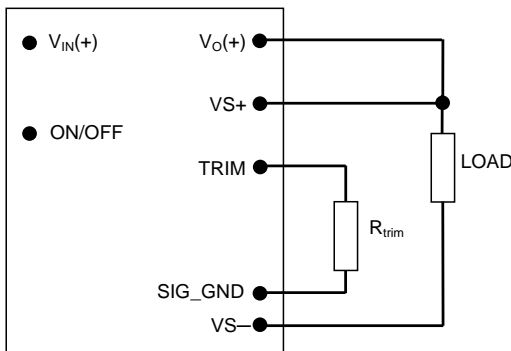 V_IN(+)
V_O(+)
VS+
ON/OFF
TRIM
LOAD
R_trim
SIG_GND
VS─